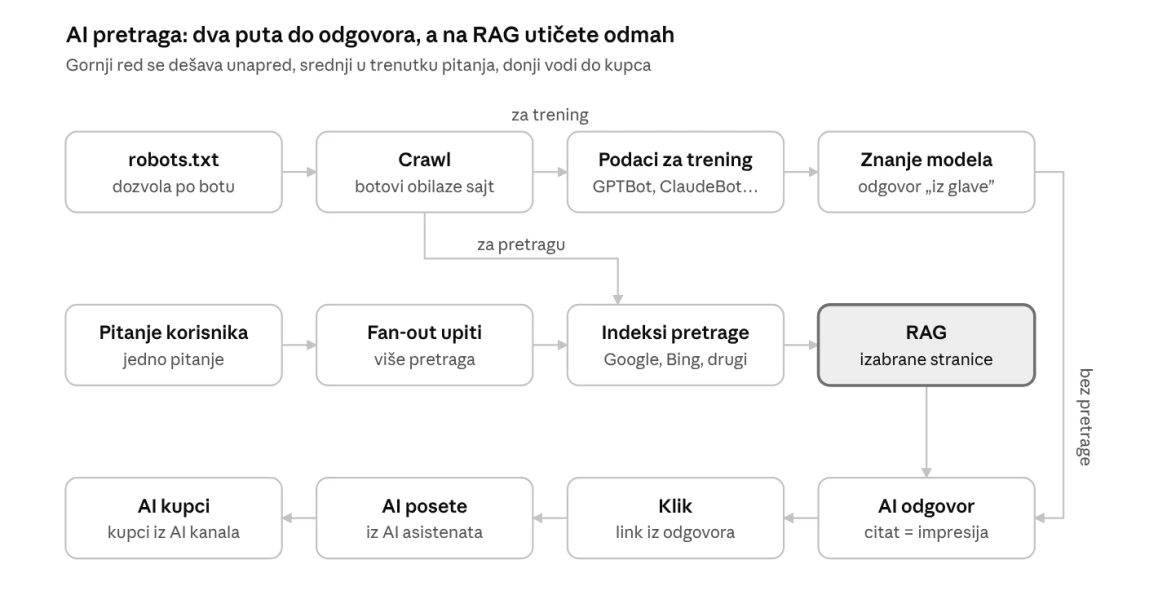 AI pretraga: dva puta do odgovora, a na RAG utičete odmah
Gornji red se dešava unapred, srednji u trenutku pitanja, donji vodi do kupca
za trening
robots.txt
dozvola po botu
Crawl
botovi obilaze sajt
Podaci za trening
GPTBot, ClaudeBot…
Znanje modela
odgovor „iz glave”
za pretragu
Pitanje korisnika
jedno pitanje
Fan-out upiti
više pretraga
Indeksi pretrage
Google, Bing, drugi
RAG
izabrane stranice
bez pretrage
AI kupci
kupci iz AI kanala
AI posete
iz AI asistenata
Klik
link iz odgovora
AI odgovor
citat = impresija